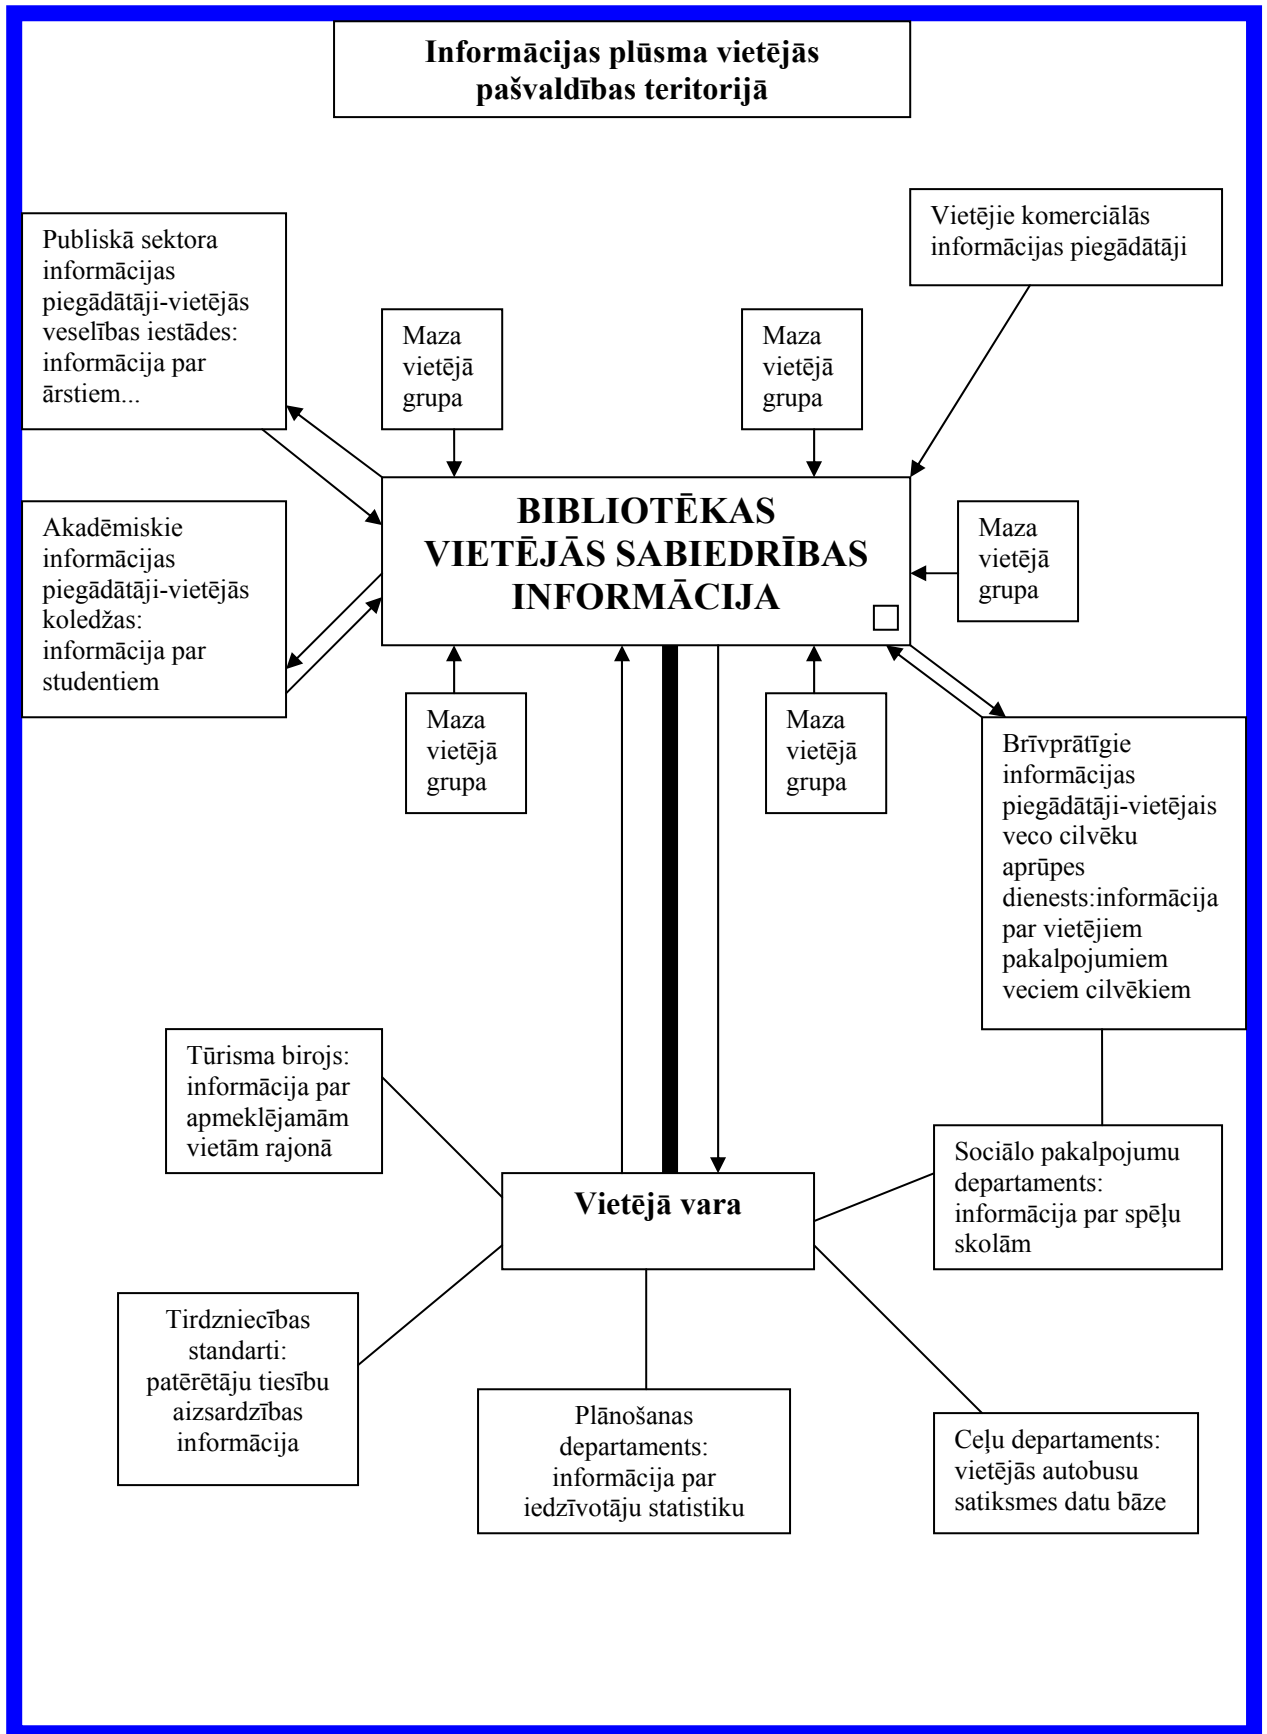 Informācijas plūsma vietējās
pašvaldības teritorijā
Vietējie komerciālās
informācijas piegādātāji
Publiskā sektora
informācijas
piegādātāji-vietējās
veselības iestādes:
informācija par
ārstiem...
Maza
vietējā
grupa
Maza
vietējā
grupa
BIBLIOTĒKAS
VIETĒJĀS SABIEDRĪBAS
INFORMĀCIJA
Akadēmiskie
informācijas
piegādātāji-vietējās
koledžas:
informācija par
studentiem
Maza
vietējā
grupa
Maza
vietējā
grupa
Maza
vietējā
grupa
Brīvprātīgie
informācijas
piegādātāji-vietējais
veco cilvēku
aprūpes
dienests:informācija
par vietējiem
pakalpojumiem
veciem cilvēkiem
Tūrisma birojs:
informācija par
apmeklējamām
vietām rajonā
Sociālo pakalpojumu
departaments:
informācija par spēļu
skolām
Vietējā vara
Tirdzniecības
standarti:
patērētāju tiesību
aizsardzības
informācija
Plānošanas
departaments:
informācija par
iedzīvotāju statistiku
Ceļu departaments:
vietējās autobusu
satiksmes datu bāze